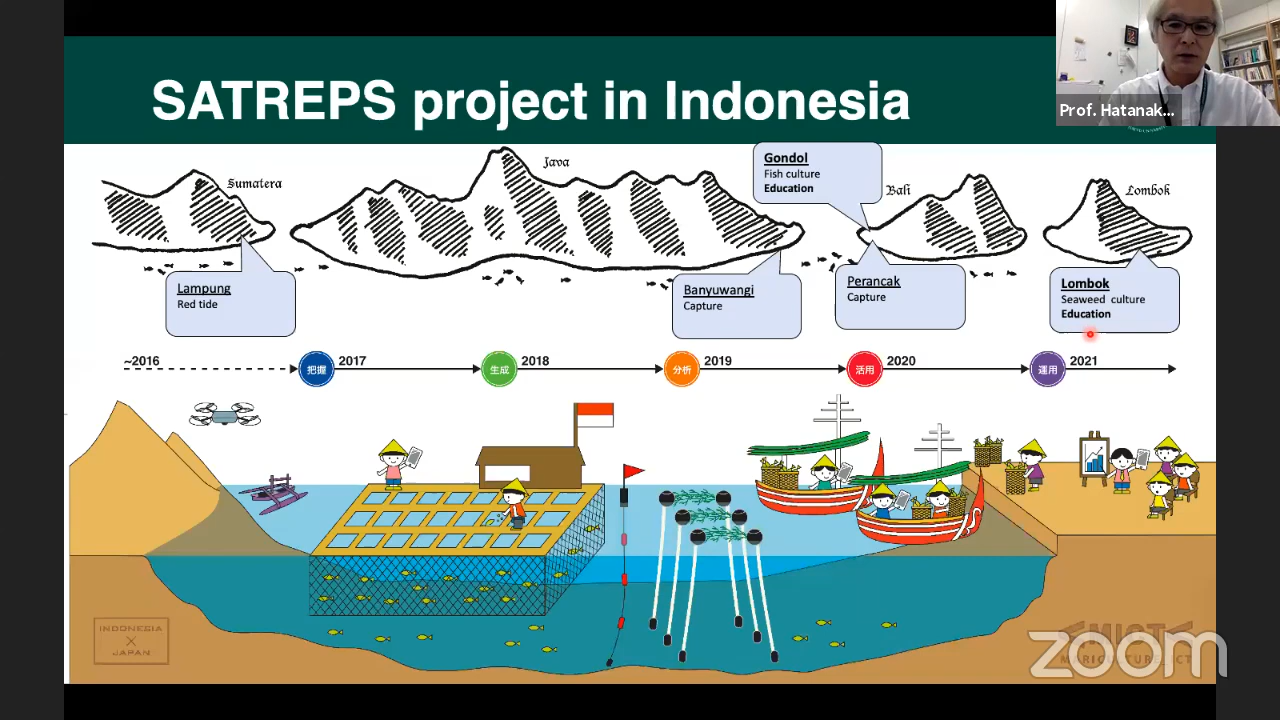 SATREPS project in Indonesia
Prof. Hatanak...
Sumatera
Java
Gondol
Fish culture
Education
Bali
Lombok
Lampung
Red tide
Banyuwangi
Capture
Perancak
Capture
Lombok
Seaweed culture
Education
~2016
把握
2017
生成
2018
分析
2019
活用
2020
運用
2021
INDONESIA
X
JAPAN
zoom
MARICULTURE_ICT